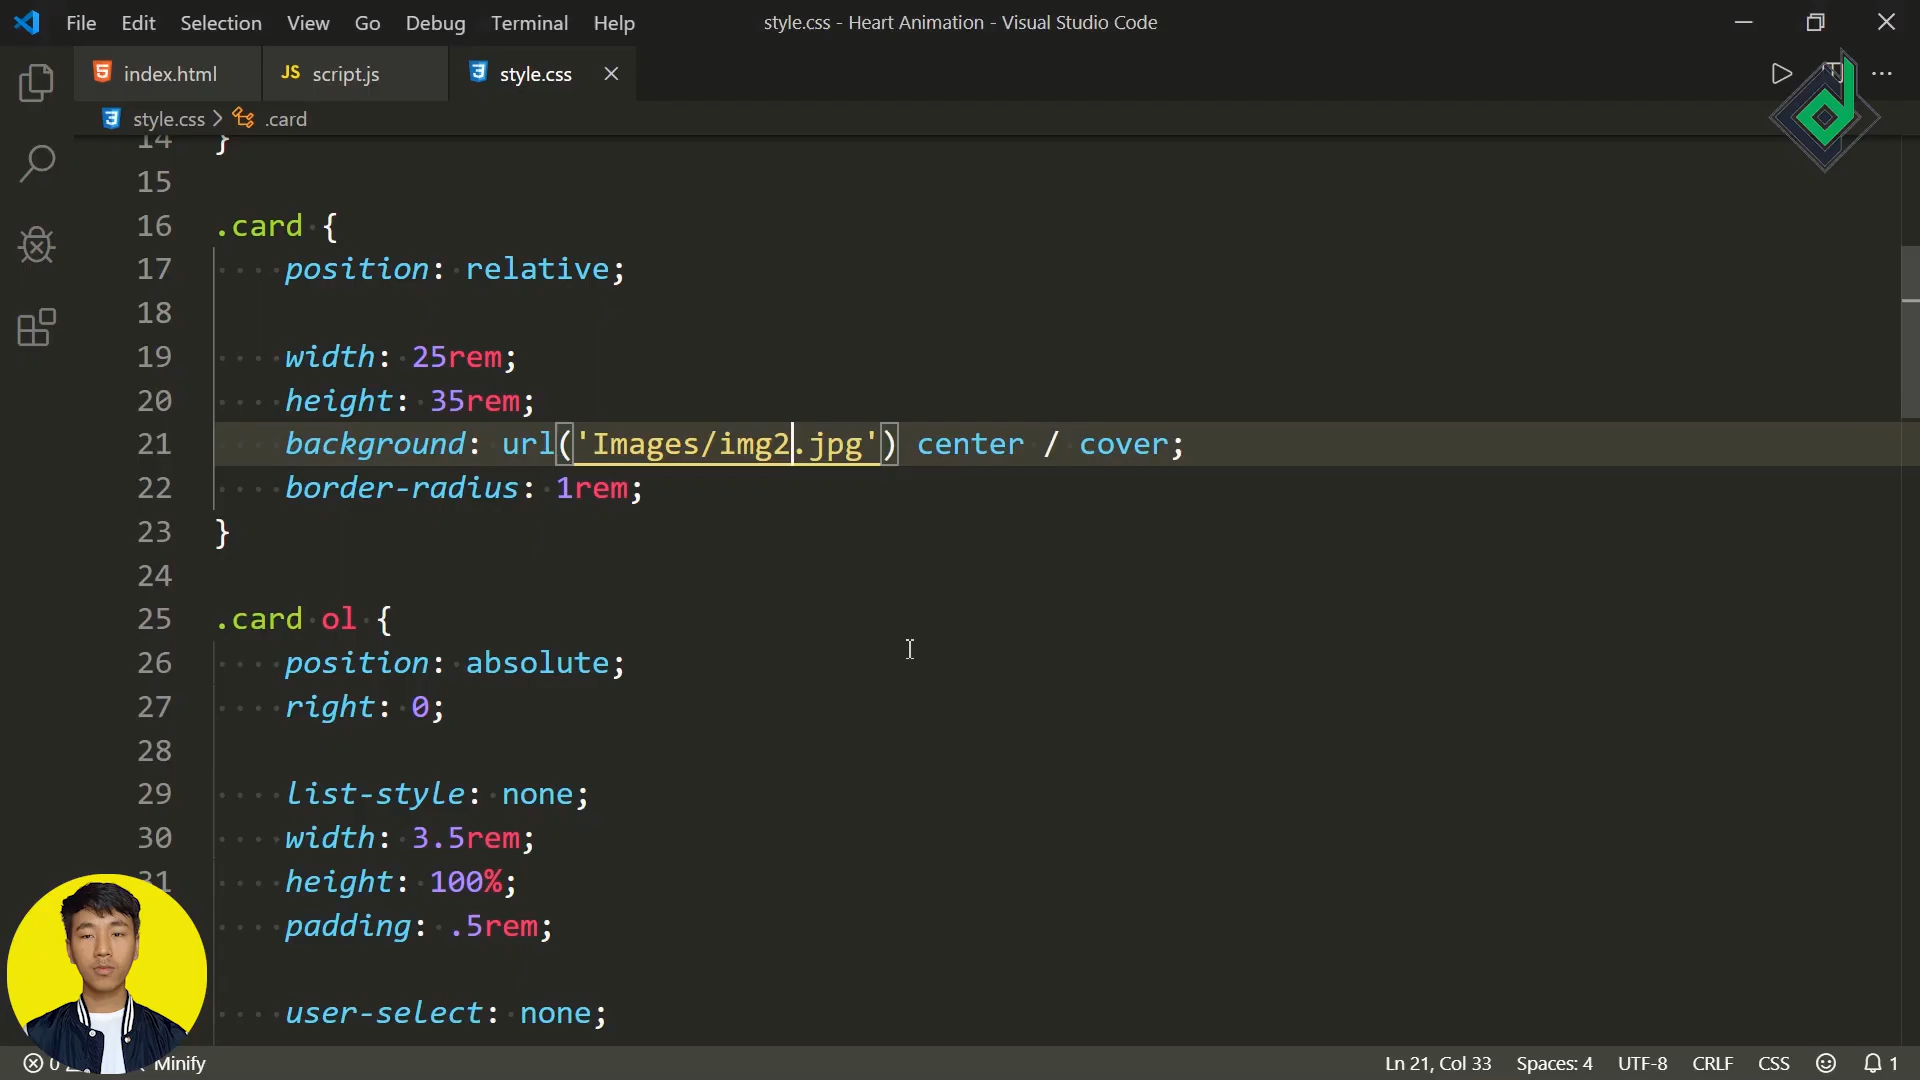 File Edit Selection View Go Debug Terminal Help style.css - Heart Animation - Visual Studio Code
index.html JS script.js style.css
style.css > .card
14 }
15
16 .card {
17 position: relative;
18
19 width: 25rem;
20 height: 35rem;
21 background: url('Images/img2.jpg') center / cover;
22 border-radius: 1rem;
23 }
24
25 .card ol {
26 position: absolute;
27 right: 0;
28
29 list-style: none;
30 width: 3.5rem;
31 height: 100%;
padding: .5rem;
user-select: none;
0 Minify Ln 21, Col 33 Spaces: 4 UTF-8 CRLF CSS 1